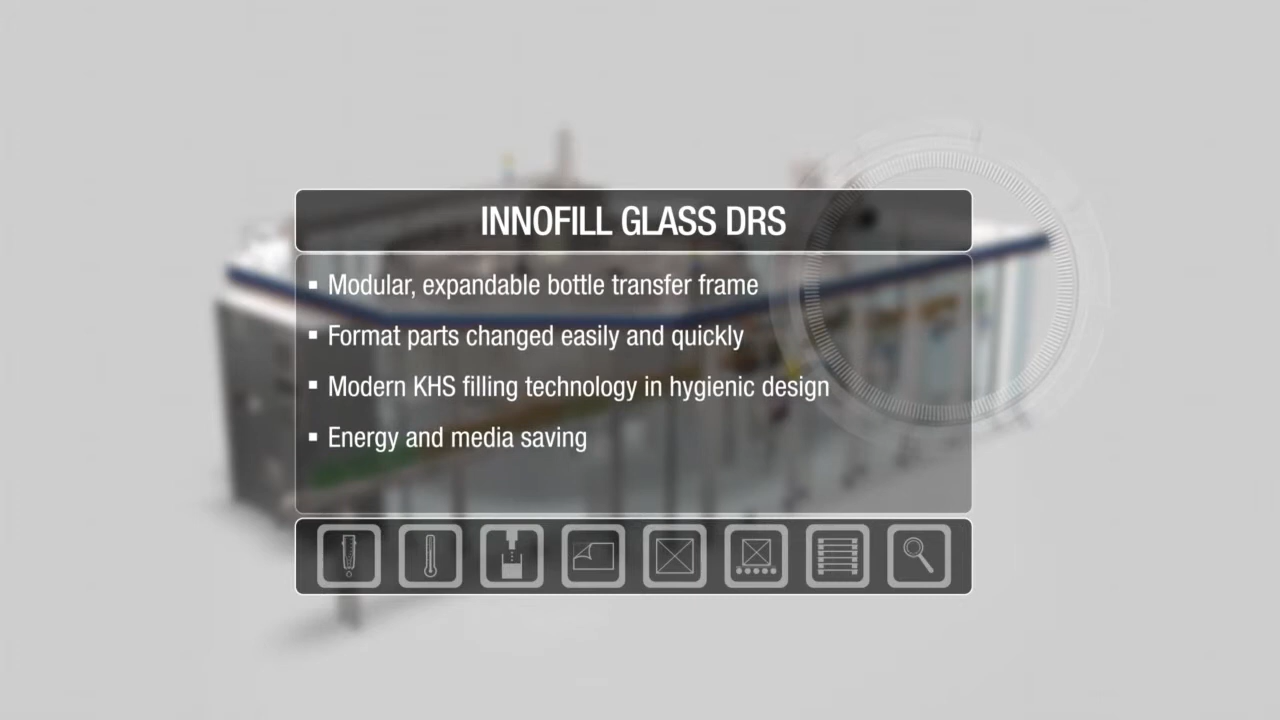 INNOFILL GLASS DRS
▪ Modular, expandable bottle transfer frame
▪ Format parts changed easily and quickly
▪ Modern KHS filling technology in hygienic design
▪ Energy and media saving